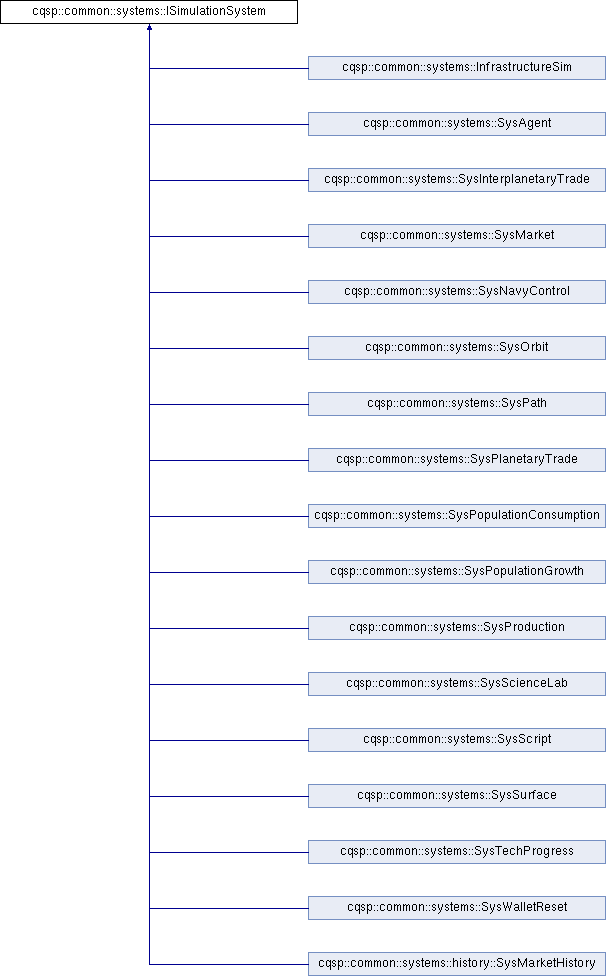 cqsp::common::systems::ISimulationSystem
cqsp::common::systems::InfrastructureSim
cqsp::common::systems::SysAgent
cqsp::common::systems::SysInterplanetaryTrade
cqsp::common::systems::SysMarket
cqsp::common::systems::SysNavyControl
cqsp::common::systems::SysOrbit
cqsp::common::systems::SysPath
cqsp::common::systems::SysPlanetaryTrade
cqsp::common::systems::SysPopulationConsumption
cqsp::common::systems::SysPopulationGrowth
cqsp::common::systems::SysProduction
cqsp::common::systems::SysScienceLab
cqsp::common::systems::SysScript
cqsp::common::systems::SysSurface
cqsp::common::systems::SysTechProgress
cqsp::common::systems::SysWalletReset
cqsp::common::systems::history::SysMarketHistory